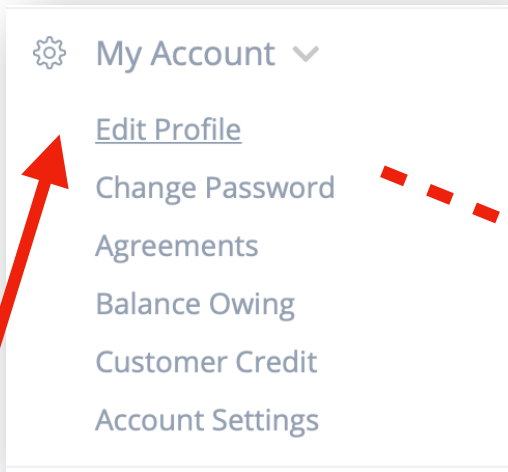 My Account
Edit Profile
Change Password
Agreements
Balance Owing
Customer Credit
Account Settings